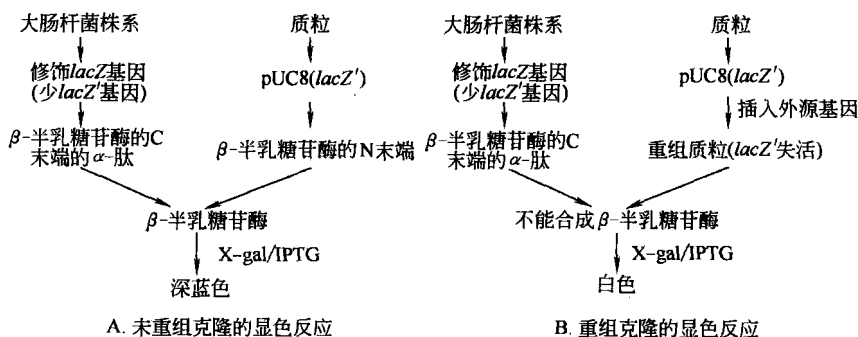 大肠杆菌株系
质粒
修饰lacZ基因
(少lacZ'基因)
pUC8(lacZ')
β-半乳糖苷酶的C
末端的α-肽
β-半乳糖苷酶的N末端
β-半乳糖苷酶
X-gal/IPTG
深蓝色
A. 未重组克隆的显色反应
大肠杆菌株系
质粒
修饰lacZ基因
(少lacZ'基因)
pUC8(lacZ')
插入外源基因
β-半乳糖苷酶的C
末端的α-肽
重组质粒(lacZ'失活)
不能合成β-半乳糖苷酶
X-gal/IPTG
白色
B. 重组克隆的显色反应